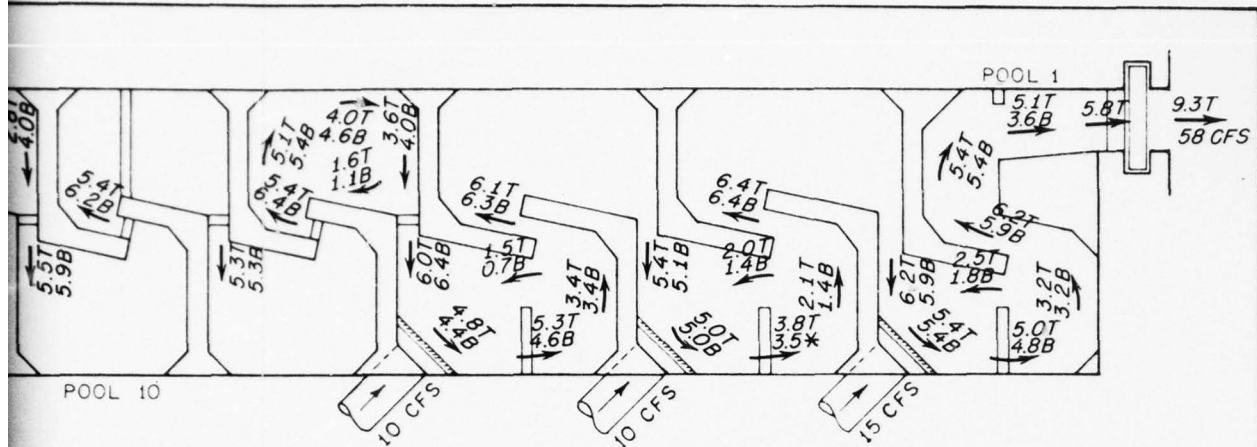 POOL 1
5.1T
3.6B
5.8T
9.3T
58 CFS
4.0B
4.0T
4.6B
3.6T
4.0B
5.1T
5.4B
1.6T
1.1B
5.4T
6.2B
5.4T
6.4B
6.1T
6.3B
6.4T
6.4B
5.4T
5.4B
6.2T
5.9B
5.5T
5.9B
5.3T
5.3B
6.0T
6.4B
1.5T
0.7B
3.4T
3.4B
5.4T
5.1B
2.0T
1.4B
2.1T
1.4B
6.2T
5.9B
2.5T
1.8B
3.2T
3.2B
4.8T
4.4B
5.3T
4.6B
5.0T
5.0B
3.8T
3.5*
5.4T
5.4B
5.0T
4.8B
POOL 10
10 CFS
10 CFS
15 CFS